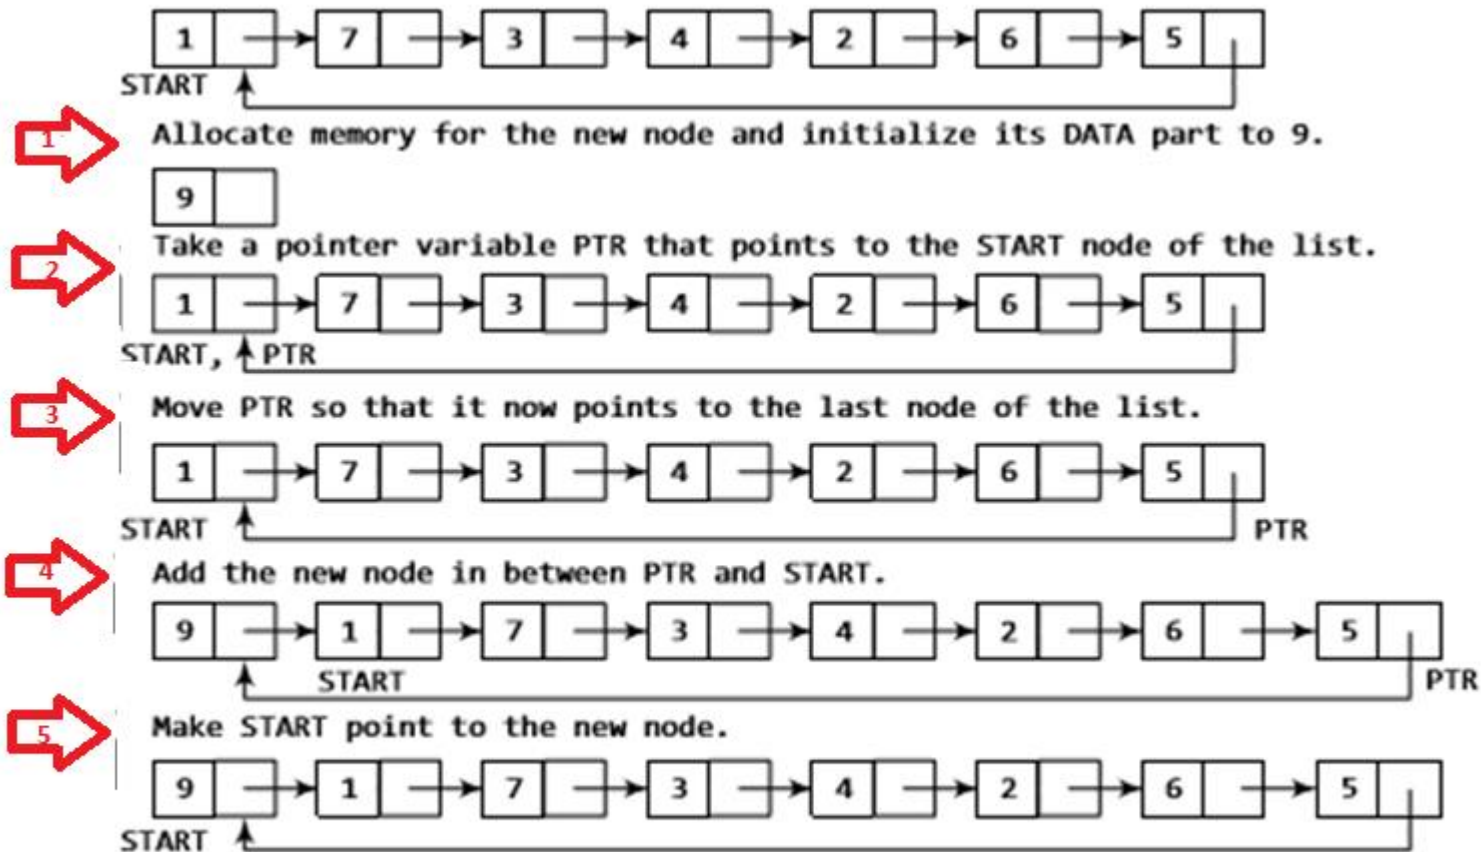 1 7 3 4 2 6 5
START
1
Allocate memory for the new node and initialize its DATA part to 9.
9
2
Take a pointer variable PTR that points to the START node of the list.
1 7 3 4 2 6 5
START, PTR
3
Move PTR so that it now points to the last node of the list.
1 7 3 4 2 6 5
START PTR
4
Add the new node in between PTR and START.
9 1 7 3 4 2 6 5
START PTR
5
Make START point to the new node.
9 1 7 3 4 2 6 5
START